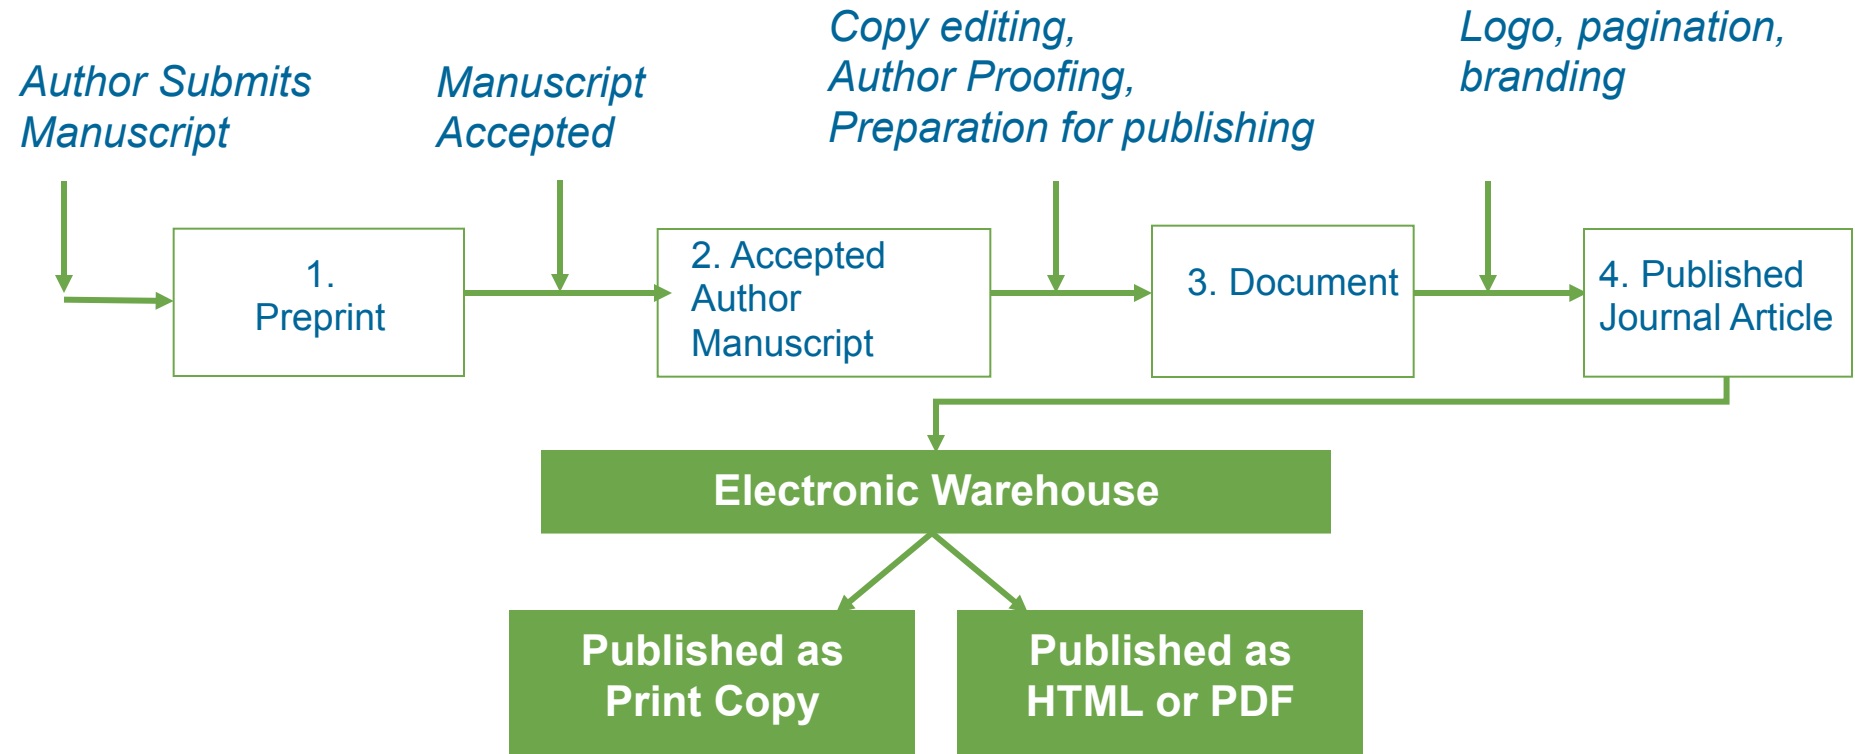 Author Submits
Manuscript
Manuscript
Accepted
Copy editing,
Author Proofing,
Preparation for publishing
Logo, pagination,
branding
1.
Preprint
2. Accepted
Author
Manuscript
3. Document
4. Published
Journal Article
Electronic Warehouse
Published as
Print Copy
Published as
HTML or PDF